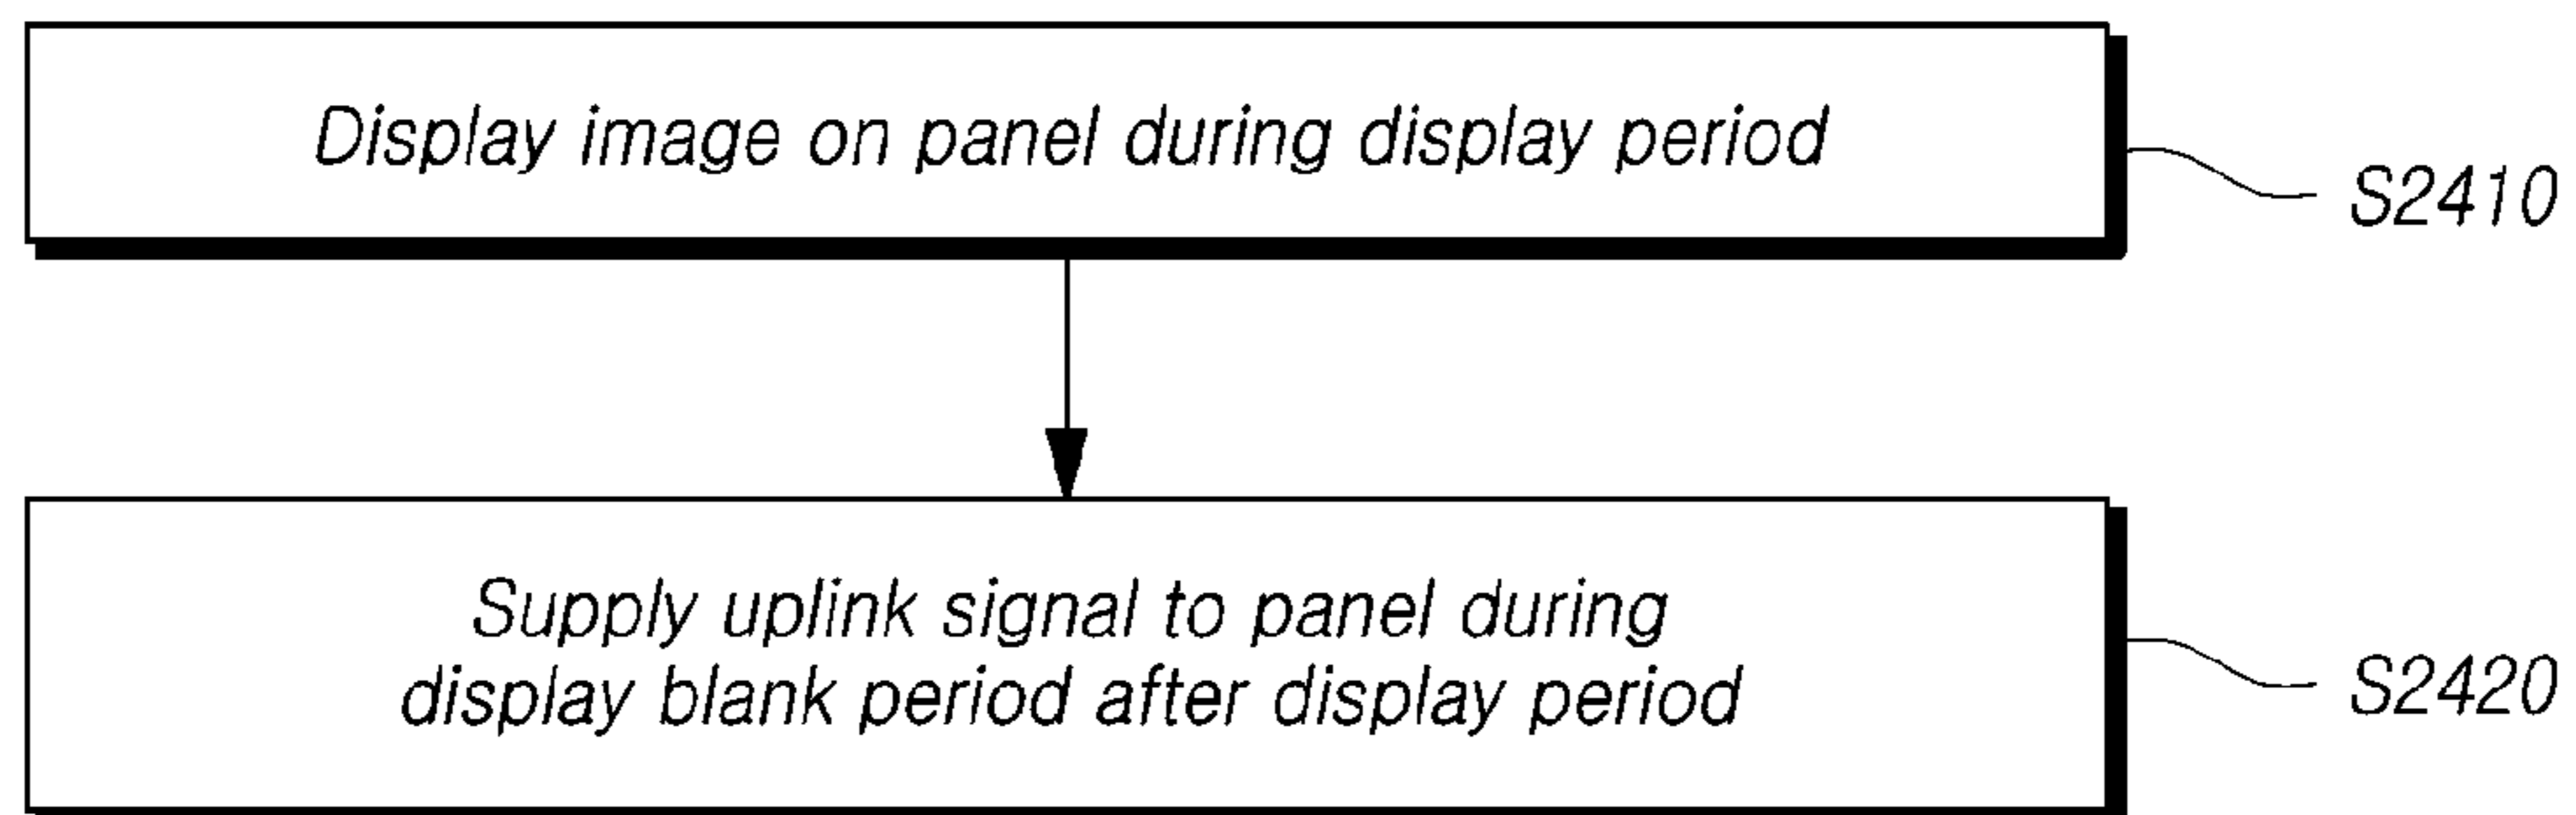 Display image on panel during display period
S2410
Supply uplink signal to panel during
display blank period after display period
S2420